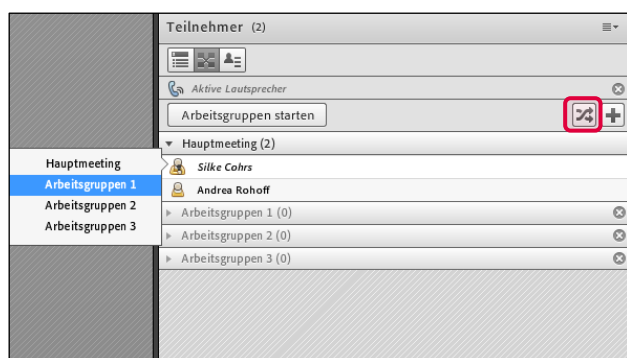 Teilnehmer (2)
Aktive Lautsprecher
Arbeitsgruppen starten
Hauptmeeting (2)
Silke Cohrs
Andrea Rohoff
Arbeitsgruppen 1 (0)
Arbeitsgruppen 2 (0)
Arbeitsgruppen 3 (0)
Hauptmeeting
Arbeitsgruppen 1
Arbeitsgruppen 2
Arbeitsgruppen 3